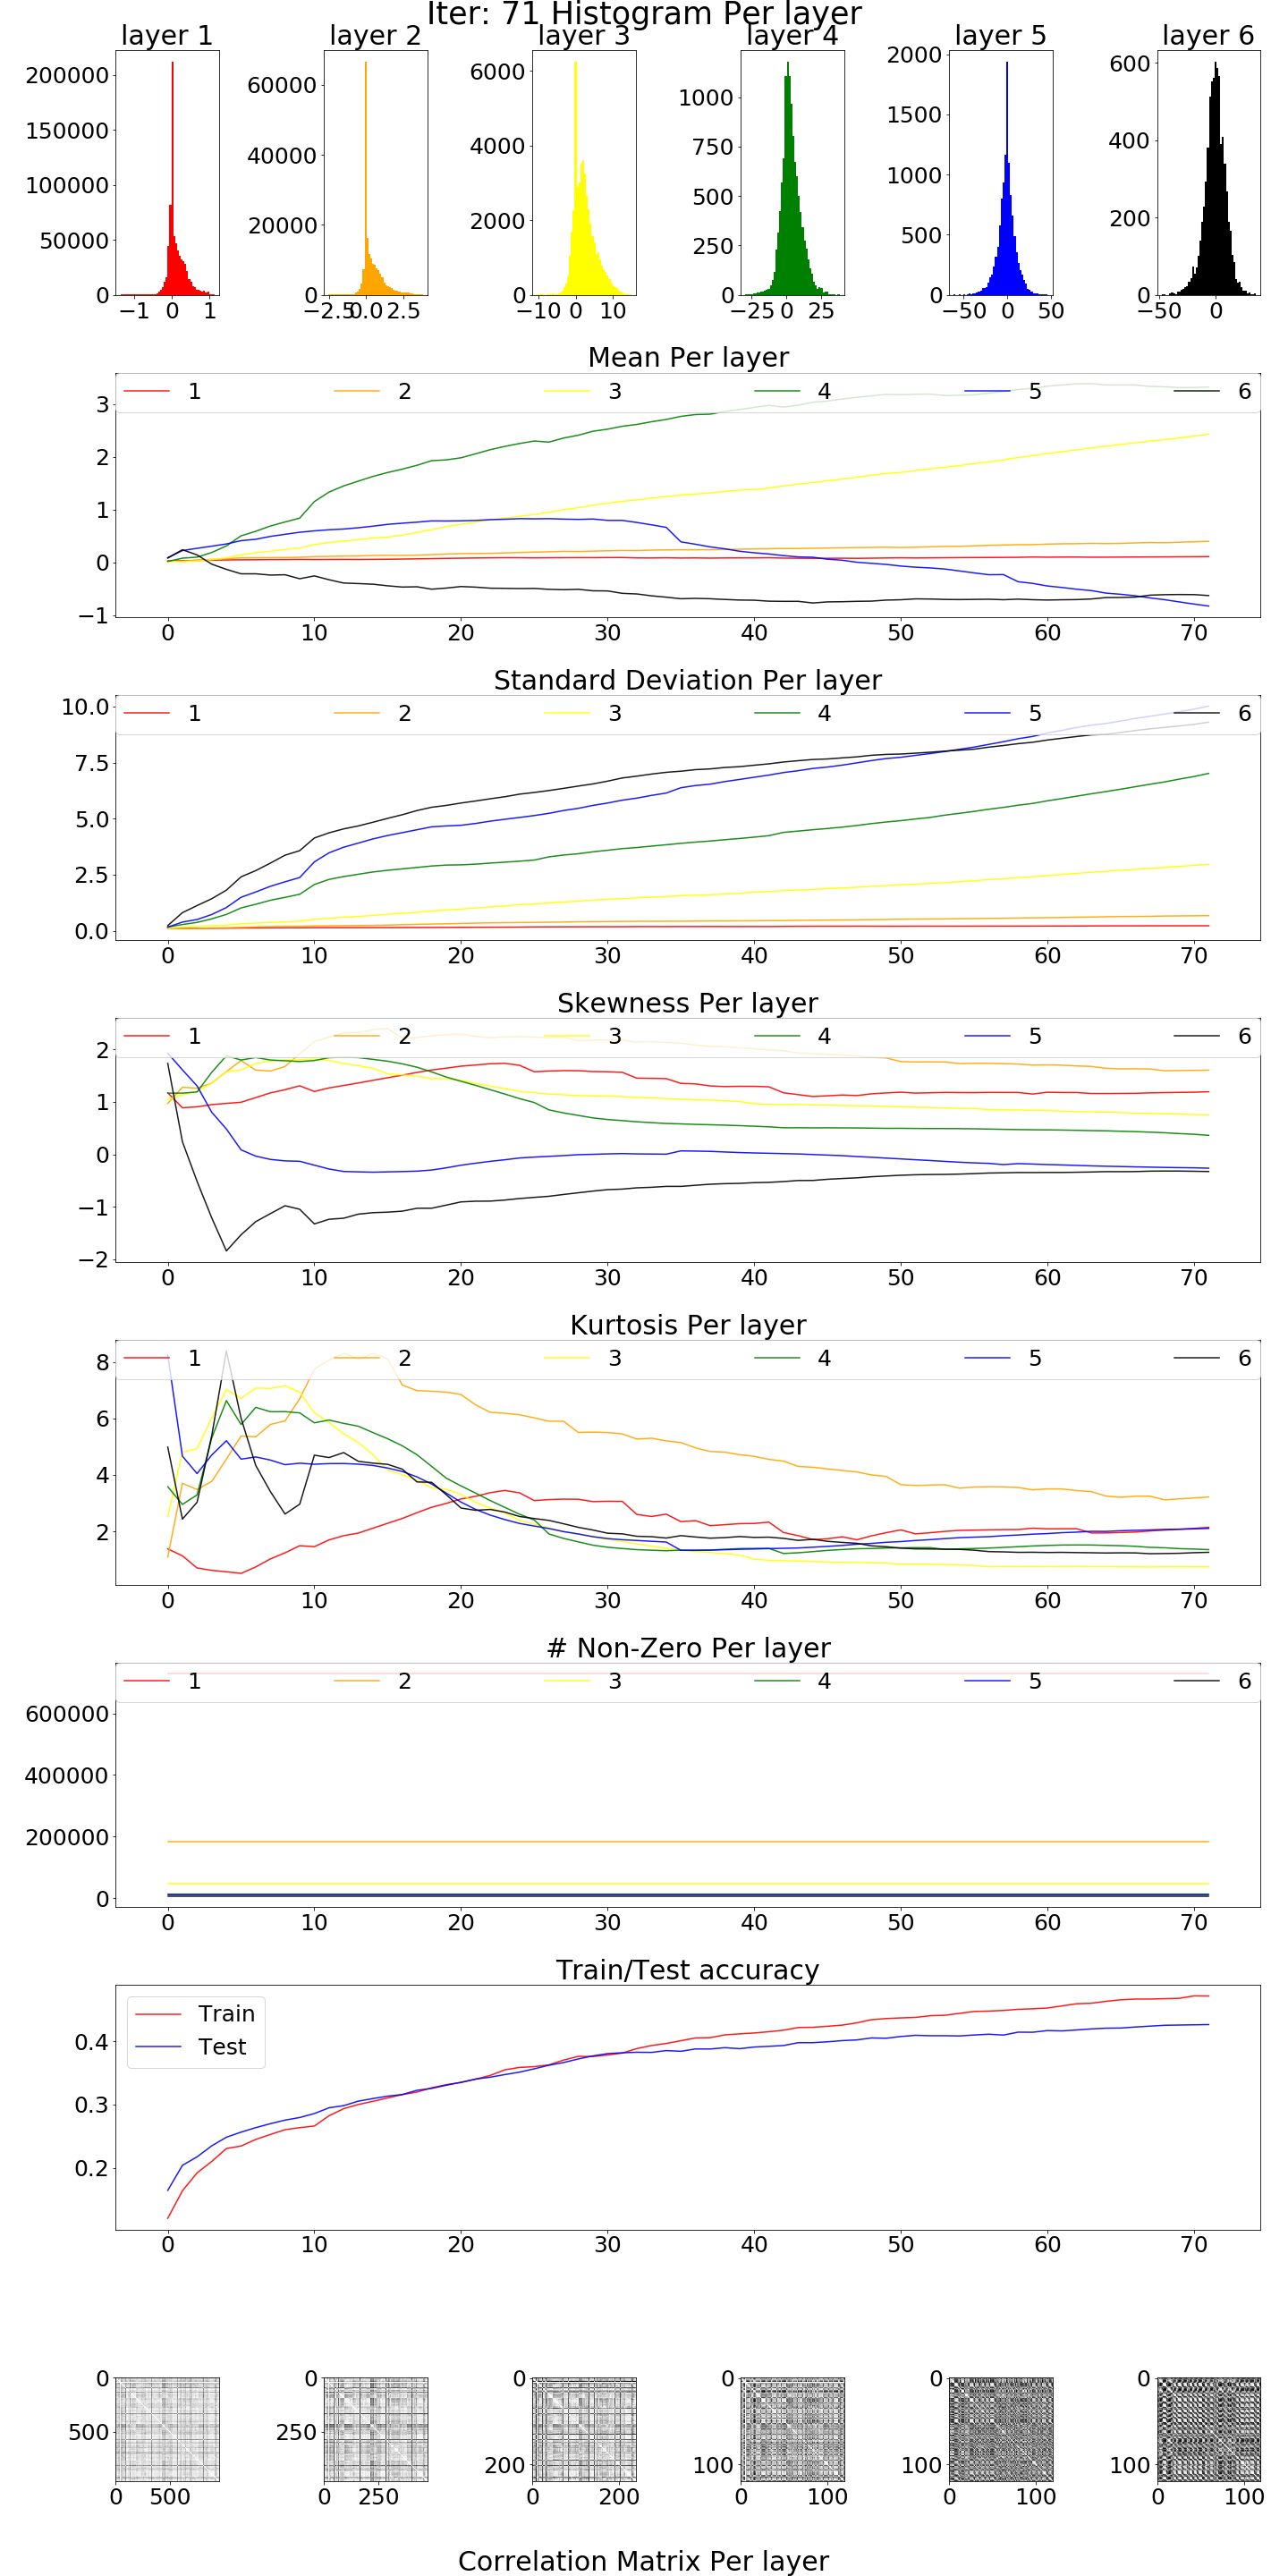 Iter: 71 Histogram Per layer
layer 1 layer 2 layer 3 layer 4 layer 5 layer 6
200000
150000
100000
50000
0
−1 0 1
60000
40000
20000
0
−2.5 0.0 2.5
6000
4000
2000
0
−10 0 10
1000
750
500
250
0
−25 0 25
2000
1500
1000
500
0
−50 0 50
600
400
200
0
−50 0
Mean Per layer
1 2 3 4 5 6
3
2
1
0
−1
0 10 20 30 40 50 60 70
Standard Deviation Per layer
1 2 3 4 5 6
10.0
7.5
5.0
2.5
0.0
0 10 20 30 40 50 60 70
Skewness Per layer
1 2 3 4 5 6
2
1
0
−1
−2
0 10 20 30 40 50 60 70
Kurtosis Per layer
1 2 3 4 5 6
8
6
4
2
0 10 20 30 40 50 60 70
# Non-Zero Per layer
1 2 3 4 5 6
600000
400000
200000
0
0 10 20 30 40 50 60 70
Train/Test accuracy
Train
Test
0.4
0.3
0.2
0 10 20 30 40 50 60 70
0
500
0 500
0
250
0 250
0
200
0 200
0
100
0 100
0
100
0 100
0
100
0 100
Correlation Matrix Per layer